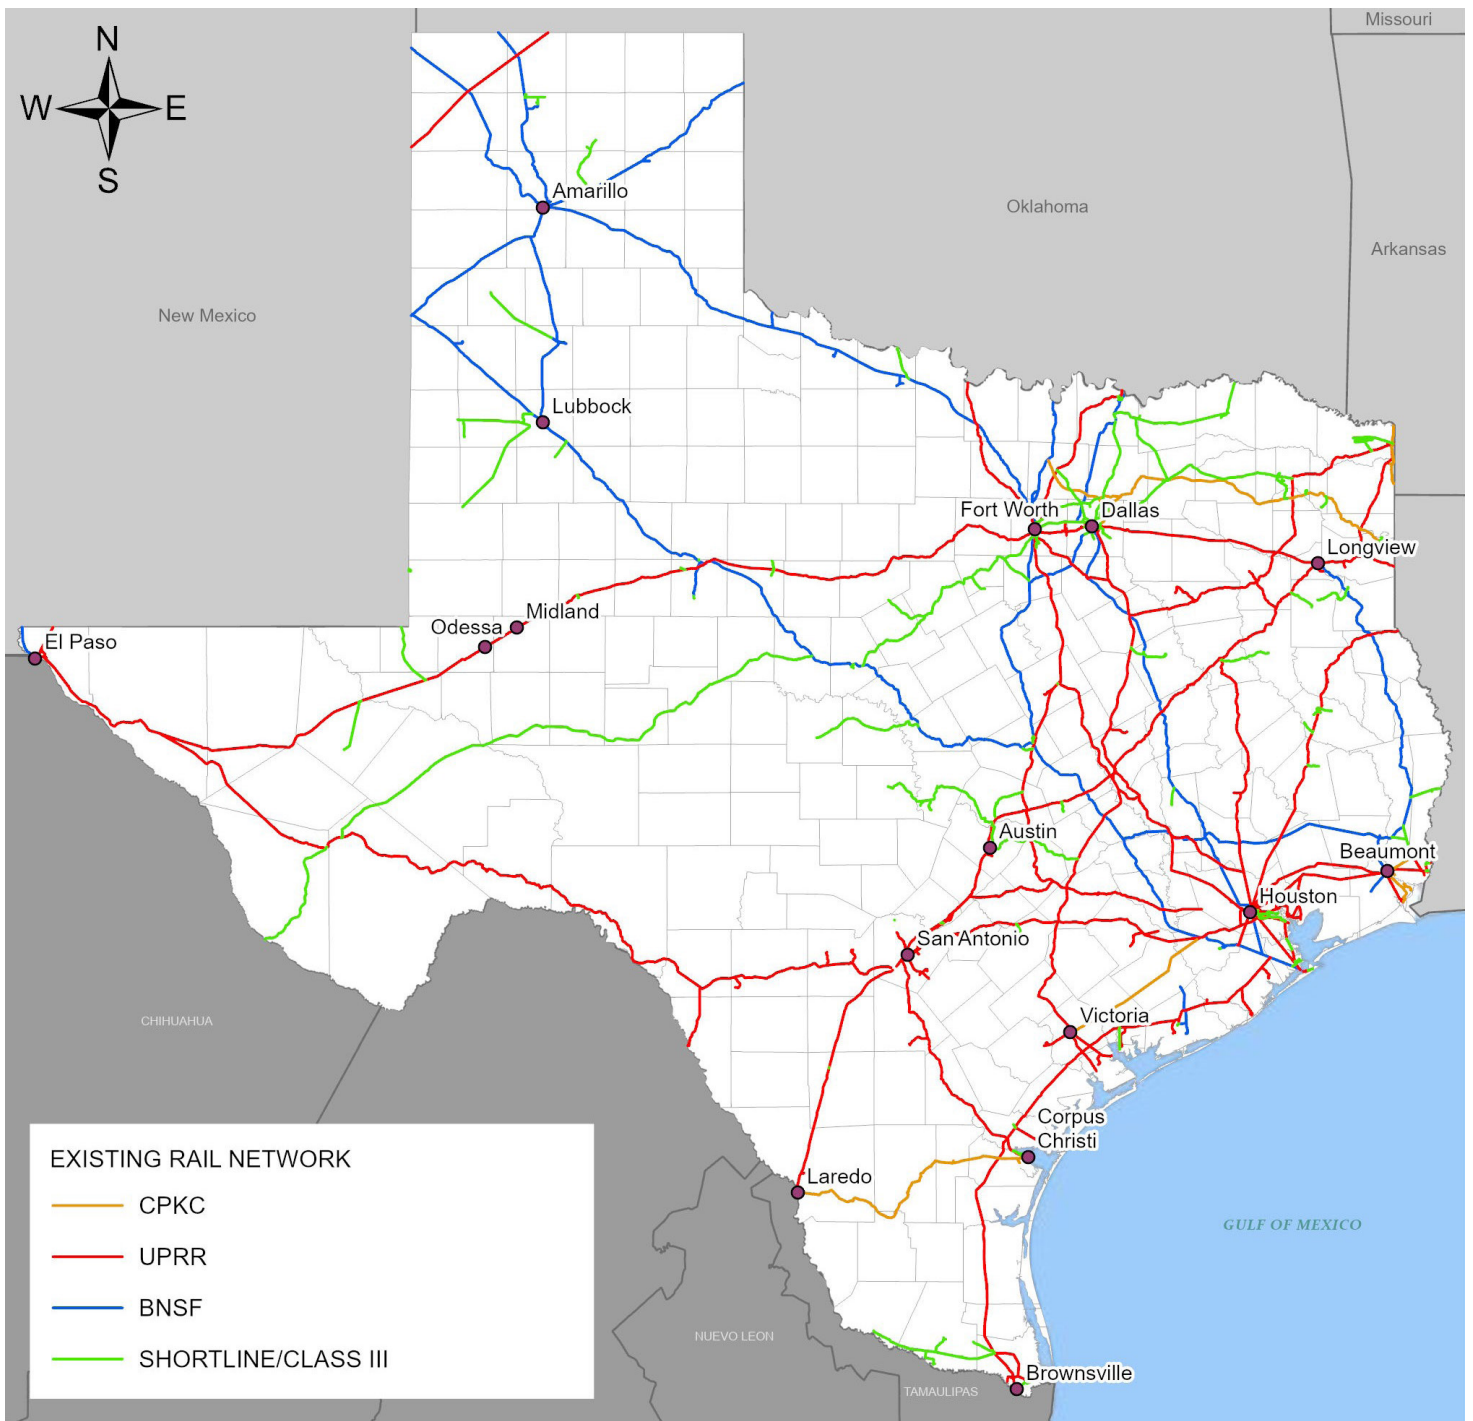 Missouri
N
W
E
S
Amarillo
Oklahoma
Arkansas
New Mexico
Lubbock
Fort Worth
Dallas
Longview
Midland
Odessa
El Paso
Austin
Beaumont
Houston
San Antonio
Victoria
CHIHUAHUA
Corpus
Christi
EXISTING RAIL NETWORK
CPKC
UPRR
BNSF
SHORTLINE/CLASS III
Laredo
GULF OF MEXICO
NUEVO LEON
Brownsville
TAMAULIPAS